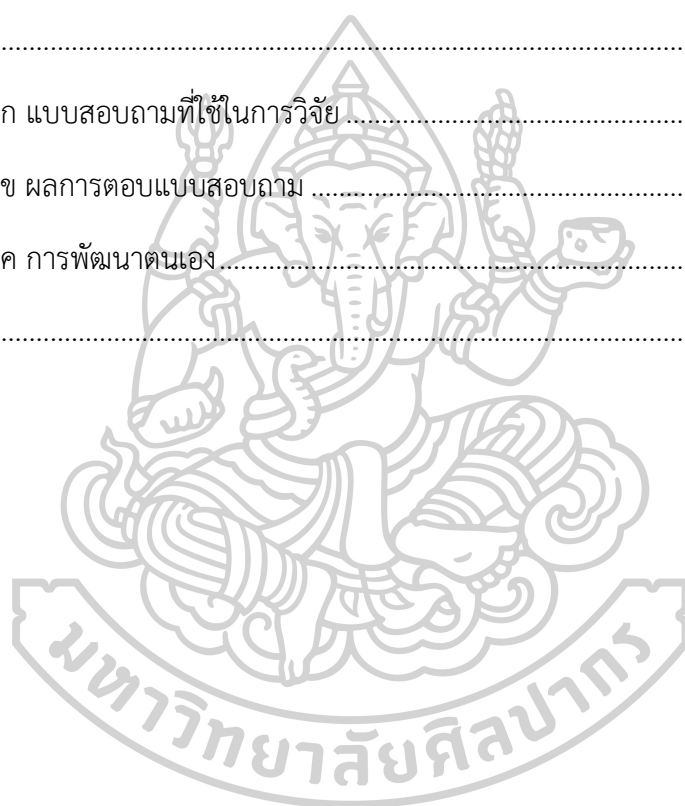 ................................................................................................
ก แบบสอบถามที่ใช้ในการวิจัย ................................................
ข ผลการตอบแบบสอบถาม .....................................................
ค การพัฒนาตนเอง..................................................................
................................................................................................
มหาวิทยาลัยศิลปากร